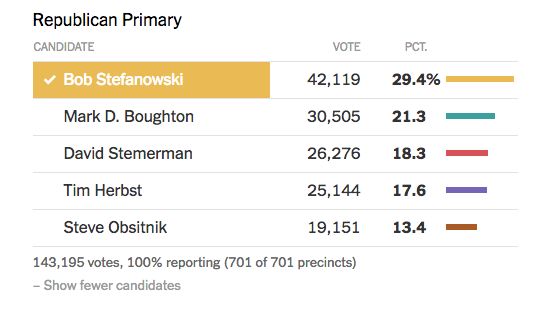 Republican Primary
CANDIDATE VOTE PCT.
✓ Bob Stefanowski 42,119 29.4%
Mark D. Boughton 30,505 21.3
David Stemerman 26,276 18.3
Tim Herbst 25,144 17.6
Steve Obsitnik 19,151 13.4
143,195 votes, 100% reporting (701 of 701 precincts)
– Show fewer candidates